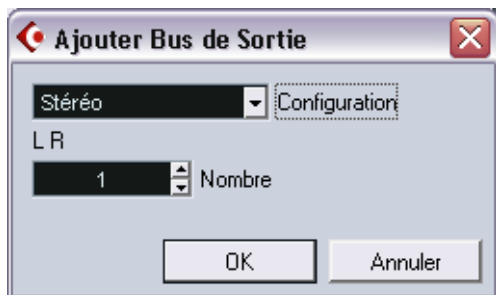 Ajouter Bus de Sortie
Stéréo Configuration
L R
1 Nombre
OK Annuler